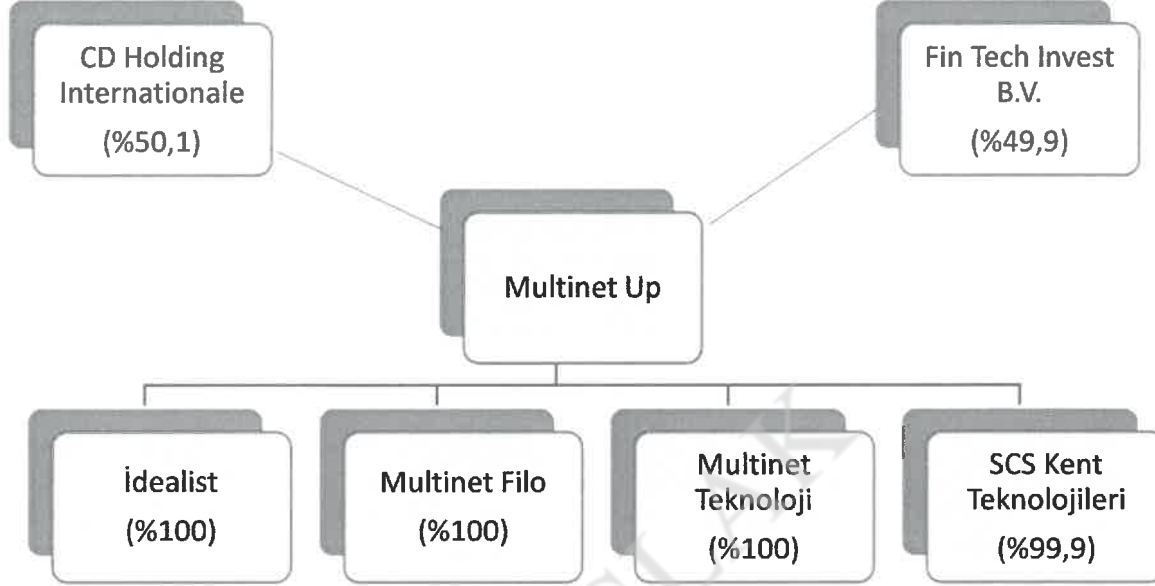 CD Holding
Internationale
(%50,1)
Fin Tech Invest
B.V.
(%49,9)
Multinet Up
İdealist
(%100)
Multinet Filo
(%100)
Multinet
Teknoloji
(%100)
SCS Kent
Teknolojileri
(%99,9)